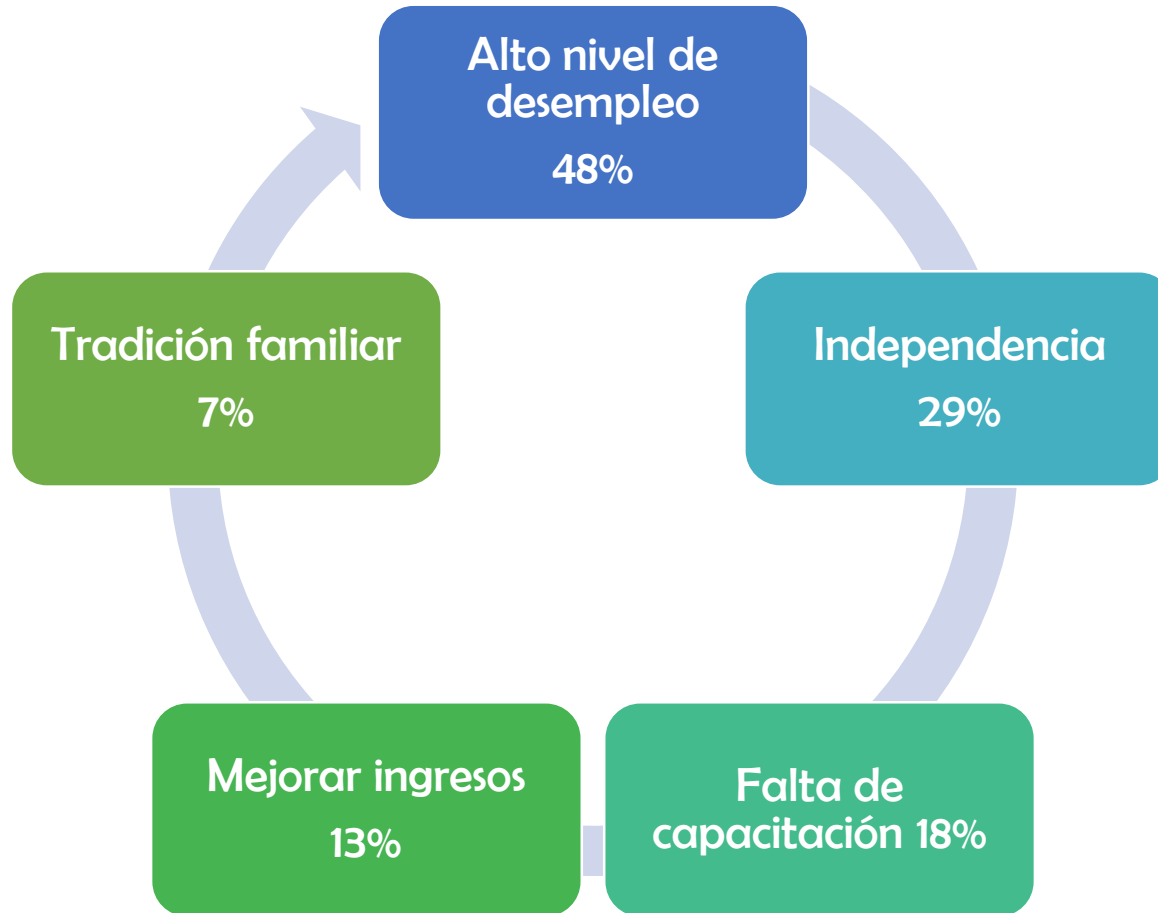 Alto nivel de
desempleo
48%
Independencia
29%
Falta de
capacitación 18%
Mejorar ingresos
13%
Tradición familiar
7%